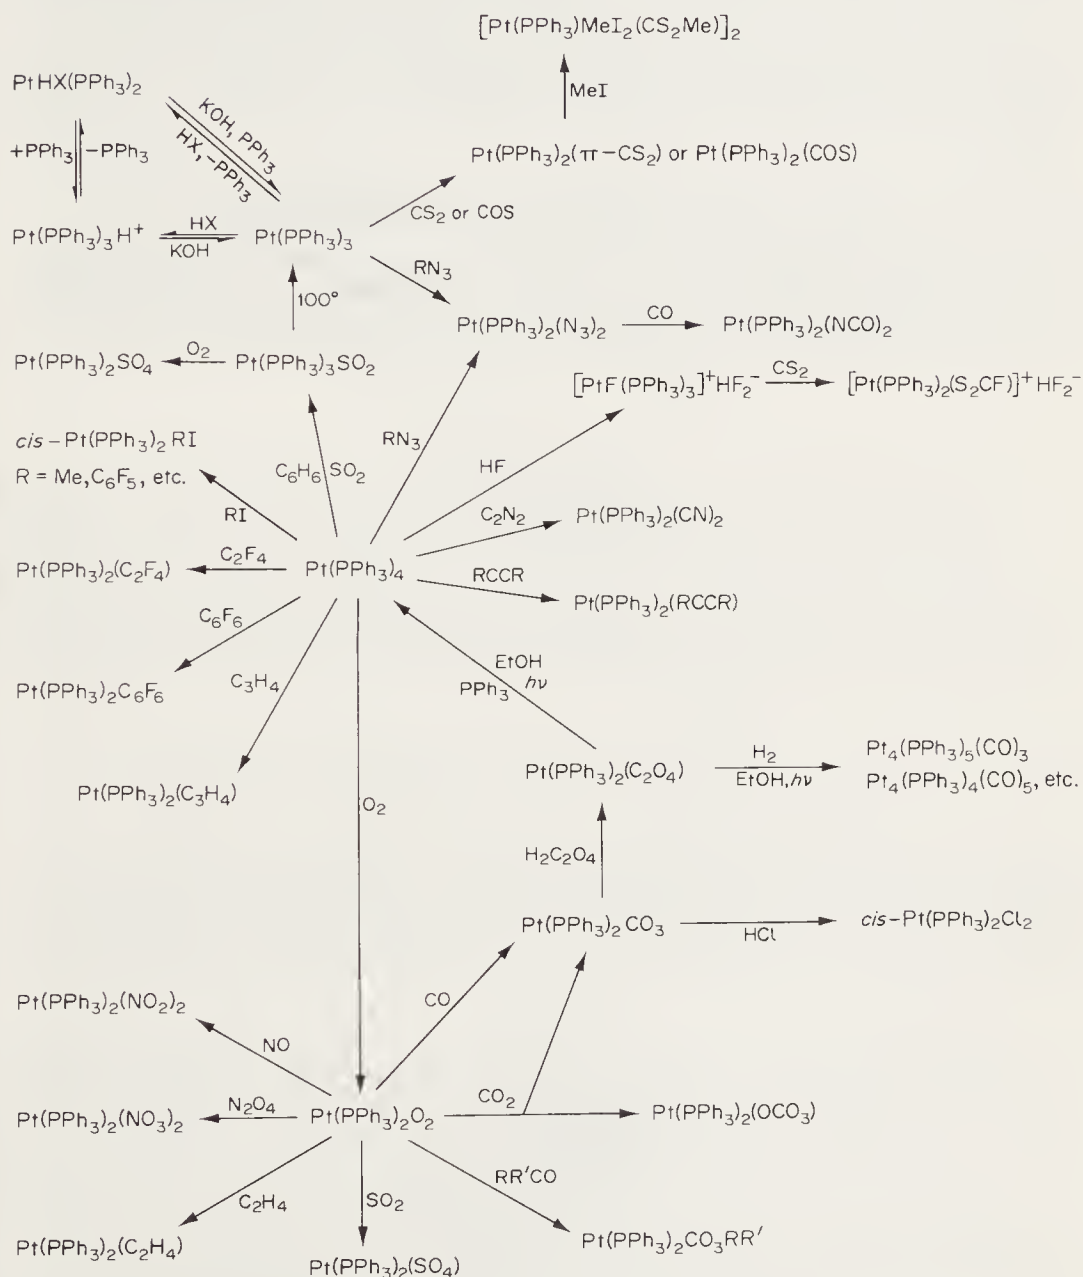 [Pt(PPh₃)MeI₂(CS₂Me)]₂
MeI
PtHX(PPh₃)₂
KOH, PPh₃
HX, -PPh₃
+PPh₃
-PPh₃
Pt(PPh₃)₂(π-CS₂) or Pt(PPh₃)₂(COS)
CS₂ or COS
Pt(PPh₃)₃H⁺
HX
KOH
Pt(PPh₃)₃
RN₃
100°
Pt(PPh₃)₂(N₃)₂
CO
Pt(PPh₃)₂(NCO)₂
Pt(PPh₃)₂SO₄
O₂
Pt(PPh₃)₃SO₂
[PtF(PPh₃)₃]⁺HF₂⁻
CS₂
[Pt(PPh₃)₂(S₂CF)]⁺HF₂⁻
cis-Pt(PPh₃)₂RI
R = Me, C₆F₅, etc.
RI
C₆H₆
SO₂
RN₃
HF
C₂N₂
Pt(PPh₃)₂(CN)₂
Pt(PPh₃)₂(C₂F₄)
C₂F₄
Pt(PPh₃)₄
RCCR
Pt(PPh₃)₂(RCCR)
C₆F₆
Pt(PPh₃)₂C₆F₆
C₃H₄
EtOH
PPh₃
hν
Pt(PPh₃)₂(C₃H₄)
O₂
Pt(PPh₃)₂(C₂O₄)
H₂
EtOH, hν
Pt₄(PPh₃)₅(CO)₃
Pt₄(PPh₃)₄(CO)₅, etc.
H₂C₂O₄
Pt(PPh₃)₂CO₃
HCl
cis-Pt(PPh₃)₂Cl₂
Pt(PPh₃)₂(NO₂)₂
NO
CO
Pt(PPh₃)₂(NO₃)₂
N₂O₄
Pt(PPh₃)₂O₂
CO₂
Pt(PPh₃)₂(OCO₃)
C₂H₄
SO₂
RR′CO
Pt(PPh₃)₂(C₂H₄)
Pt(PPh₃)₂(SO₄)
Pt(PPh₃)₂CO₃RR′